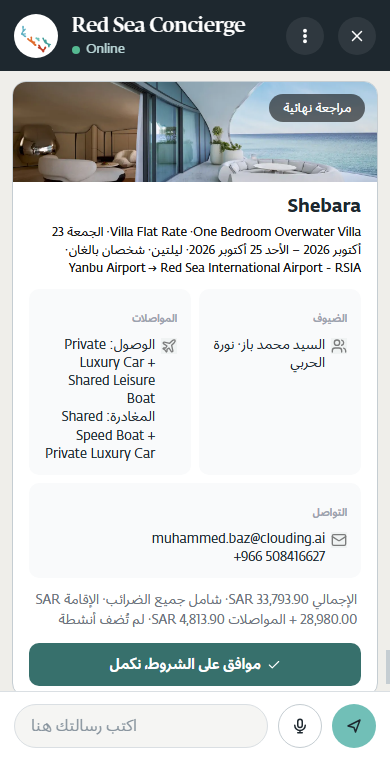 Red Sea Concierge
Online
مراجعة نهائية
Shebara
One Bedroom Overwater Villa· Villa Flat Rate· الجمعة 23
أكتوبر 2026 – الأحد 25 أكتوبر 2026· ليلتين· شخصان بالغان·
Yanbu Airport → Red Sea International Airport - RSIA
الضيوف
السيد محمد باز· نورة
الحربي
المواصلات
الوصول: Private
Luxury Car +
Shared Leisure
Boat
المغادرة: Shared
Speed Boat +
Private Luxury Car
التواصل
muhammed.baz@clouding.ai
+966 508416627
الإجمالي SAR 33,793.90· شامل جميع الضرائب· الإقامة SAR
28,980.00 + المواصلات SAR 4,813.90· لم تُضف أنشطة
موافق على الشروط، نكمل
اكتب رسالتك هنا